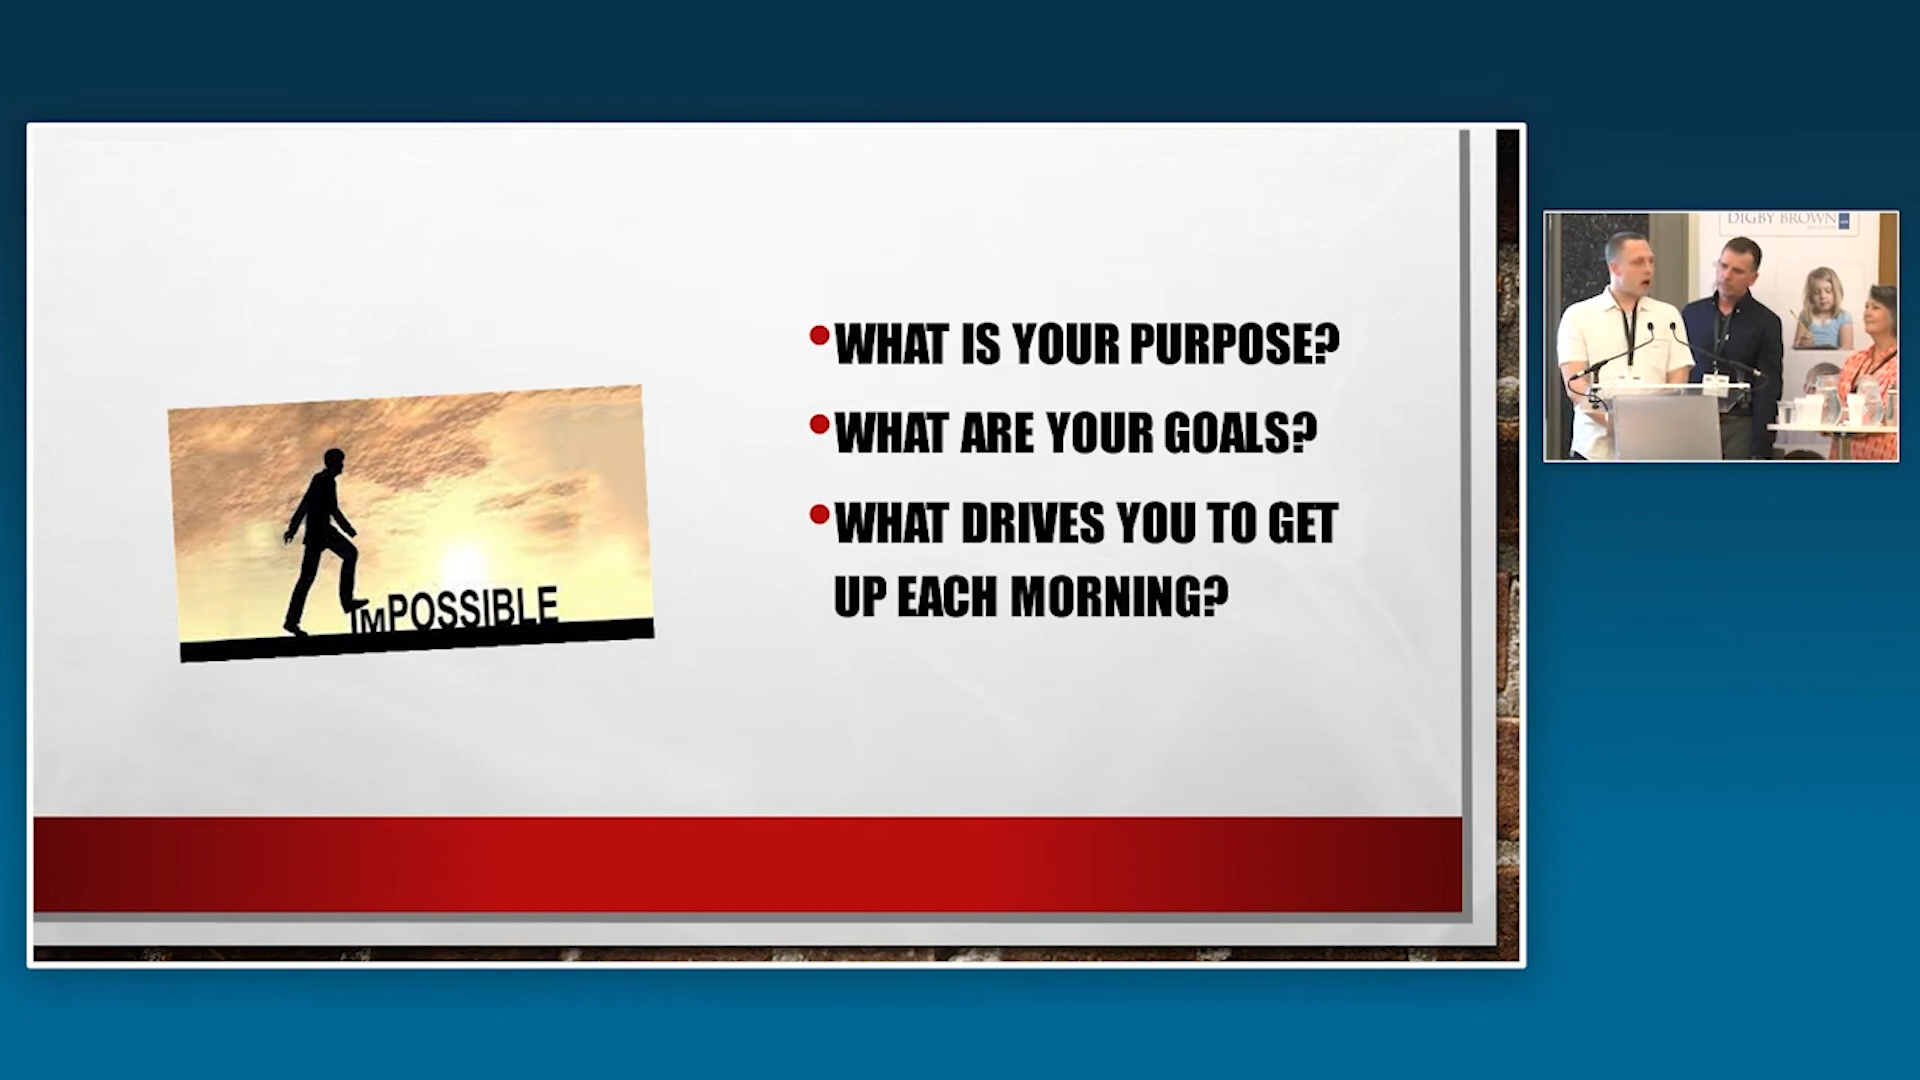 WHAT IS YOUR PURPOSE?
WHAT ARE YOUR GOALS?
WHAT DRIVES YOU TO GET
UP EACH MORNING?
IMPOSSIBLE
DIGBY BROWN